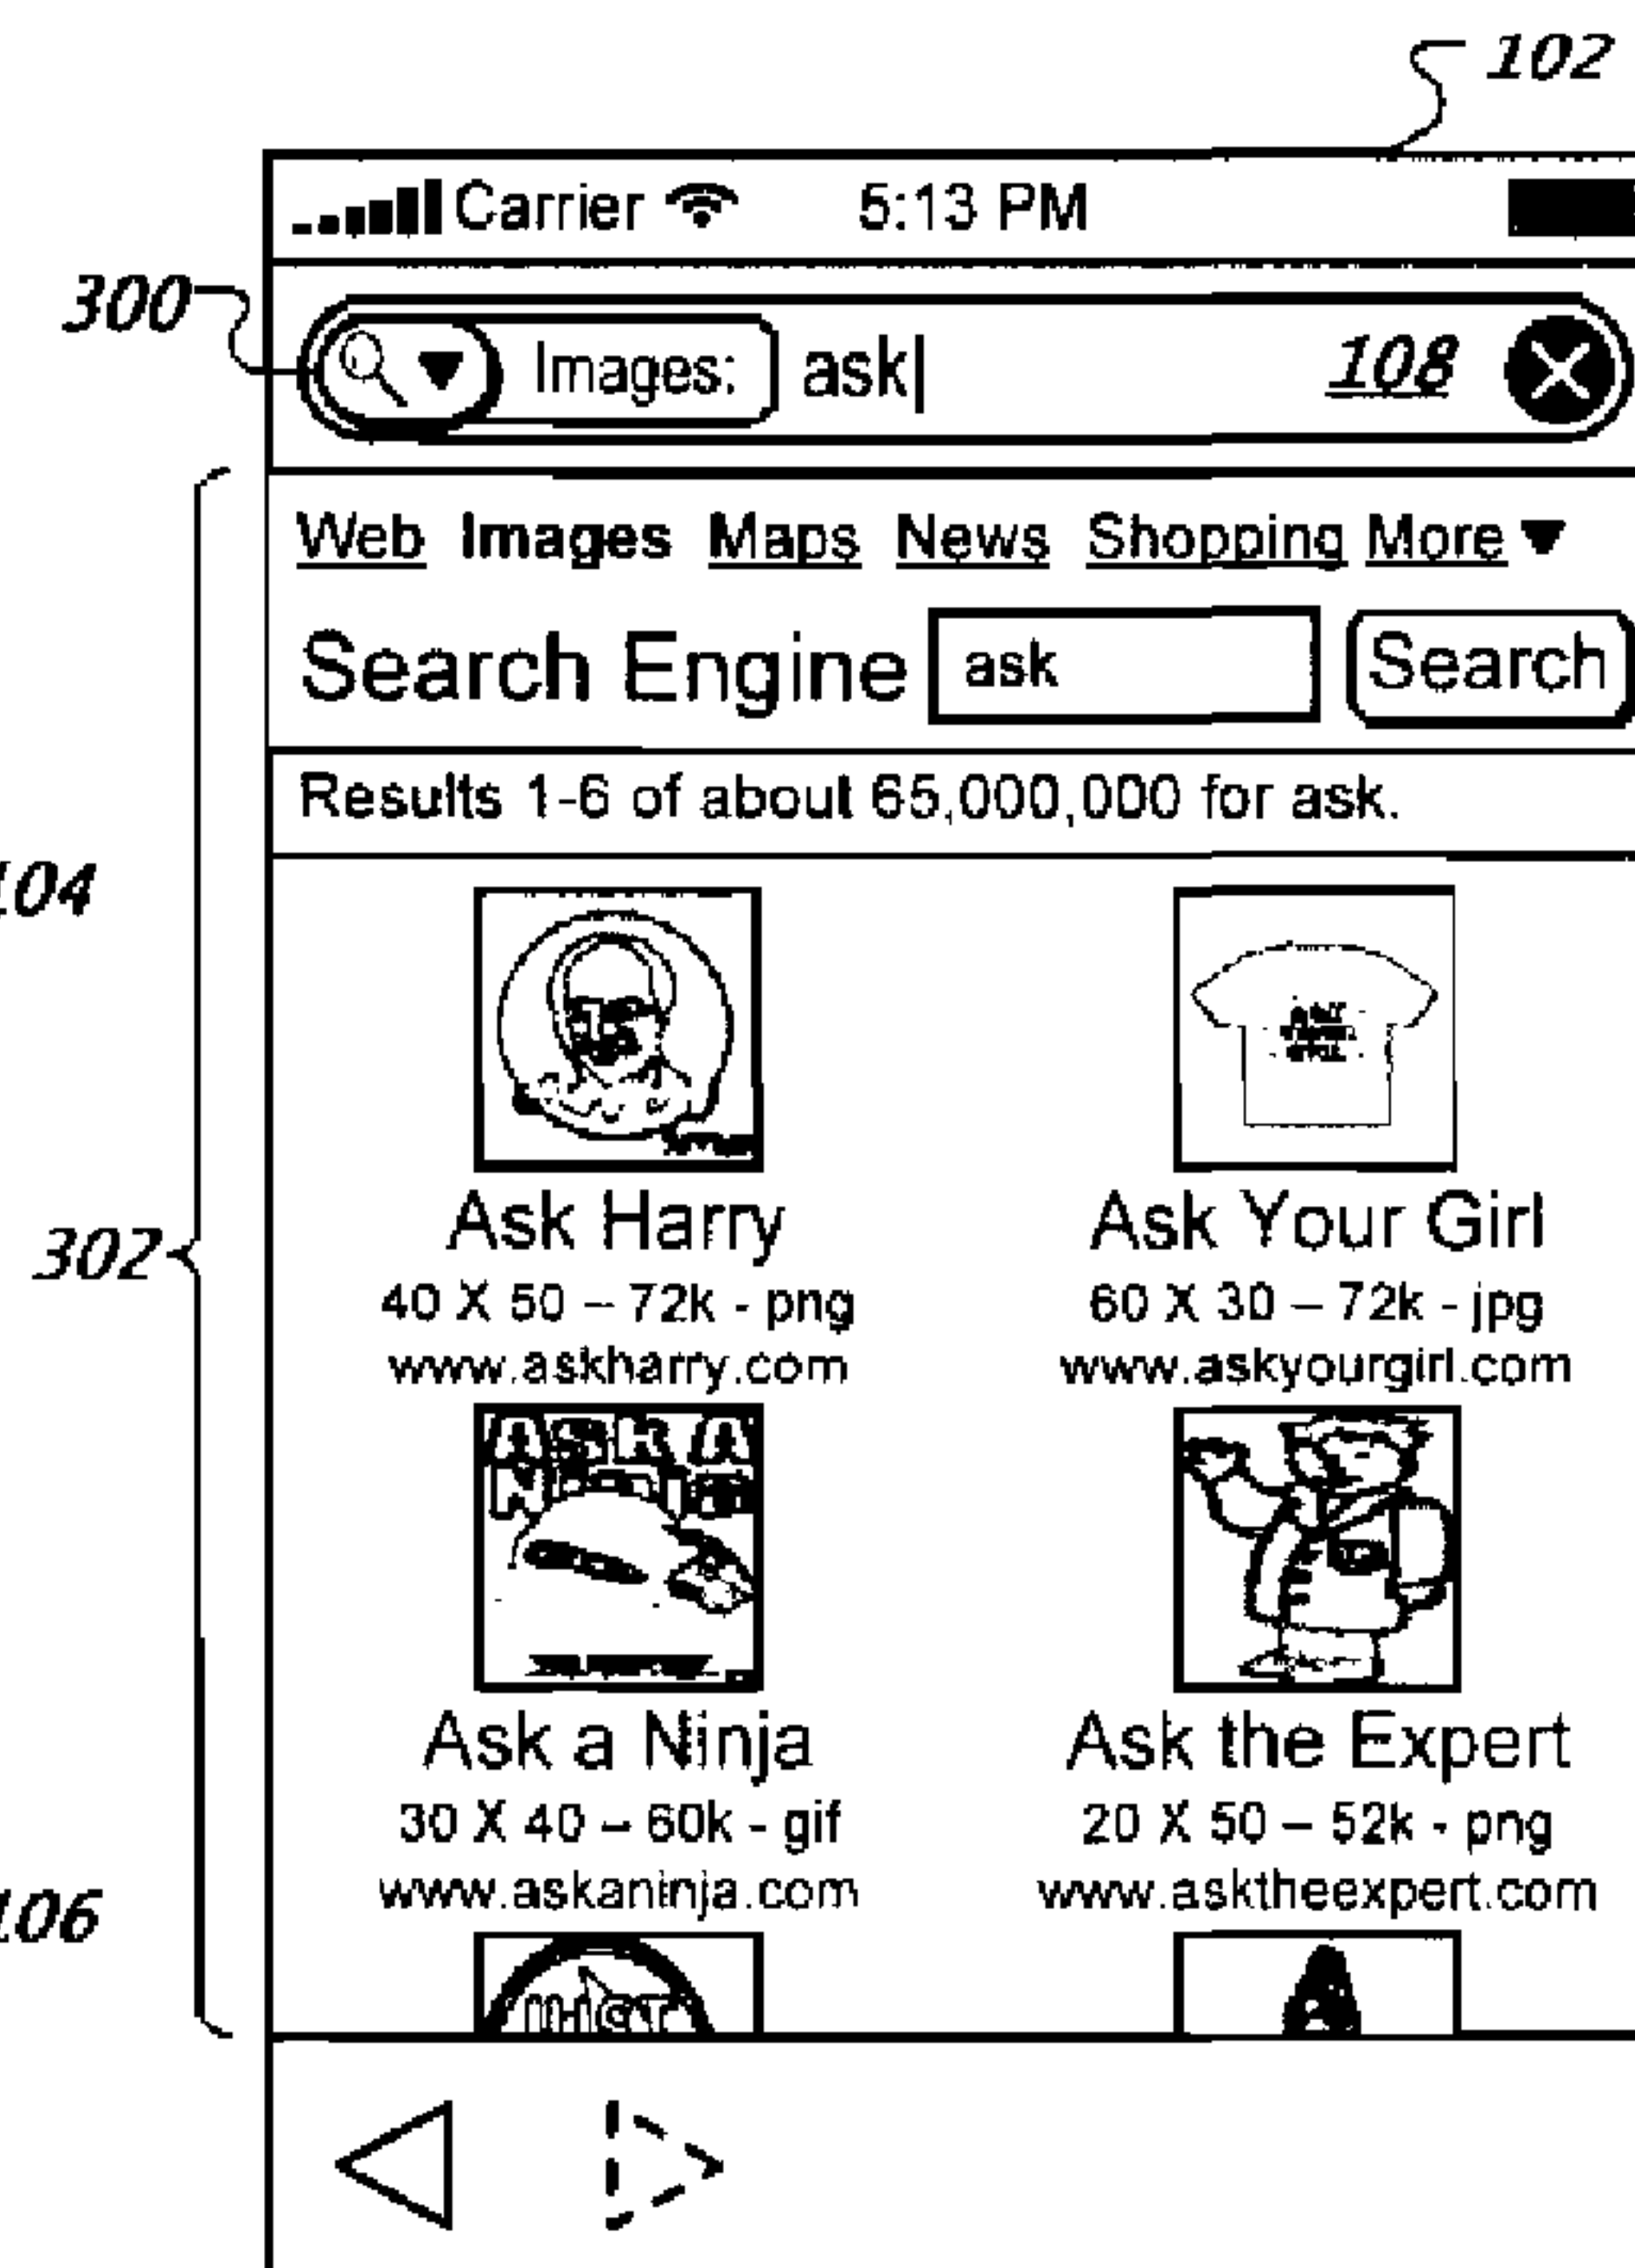 102
Carrier 5:13 PM
300
Images: ask 108
Web Images Maps News Shopping More
Search Engine ask Search
Results 1-6 of about 65,000,000 for ask.
104
Ask Harry Ask Your Girl
302
40 X 50 – 72k - png 60 X 30 – 72k - jpg
www.askharry.com www.askyourgirl.com
ASK A
Ask a Ninja Ask the Expert
30 X 40 – 60k - gif 20 X 50 – 52k - png
www.askaninja.com www.asktheexpert.com
106